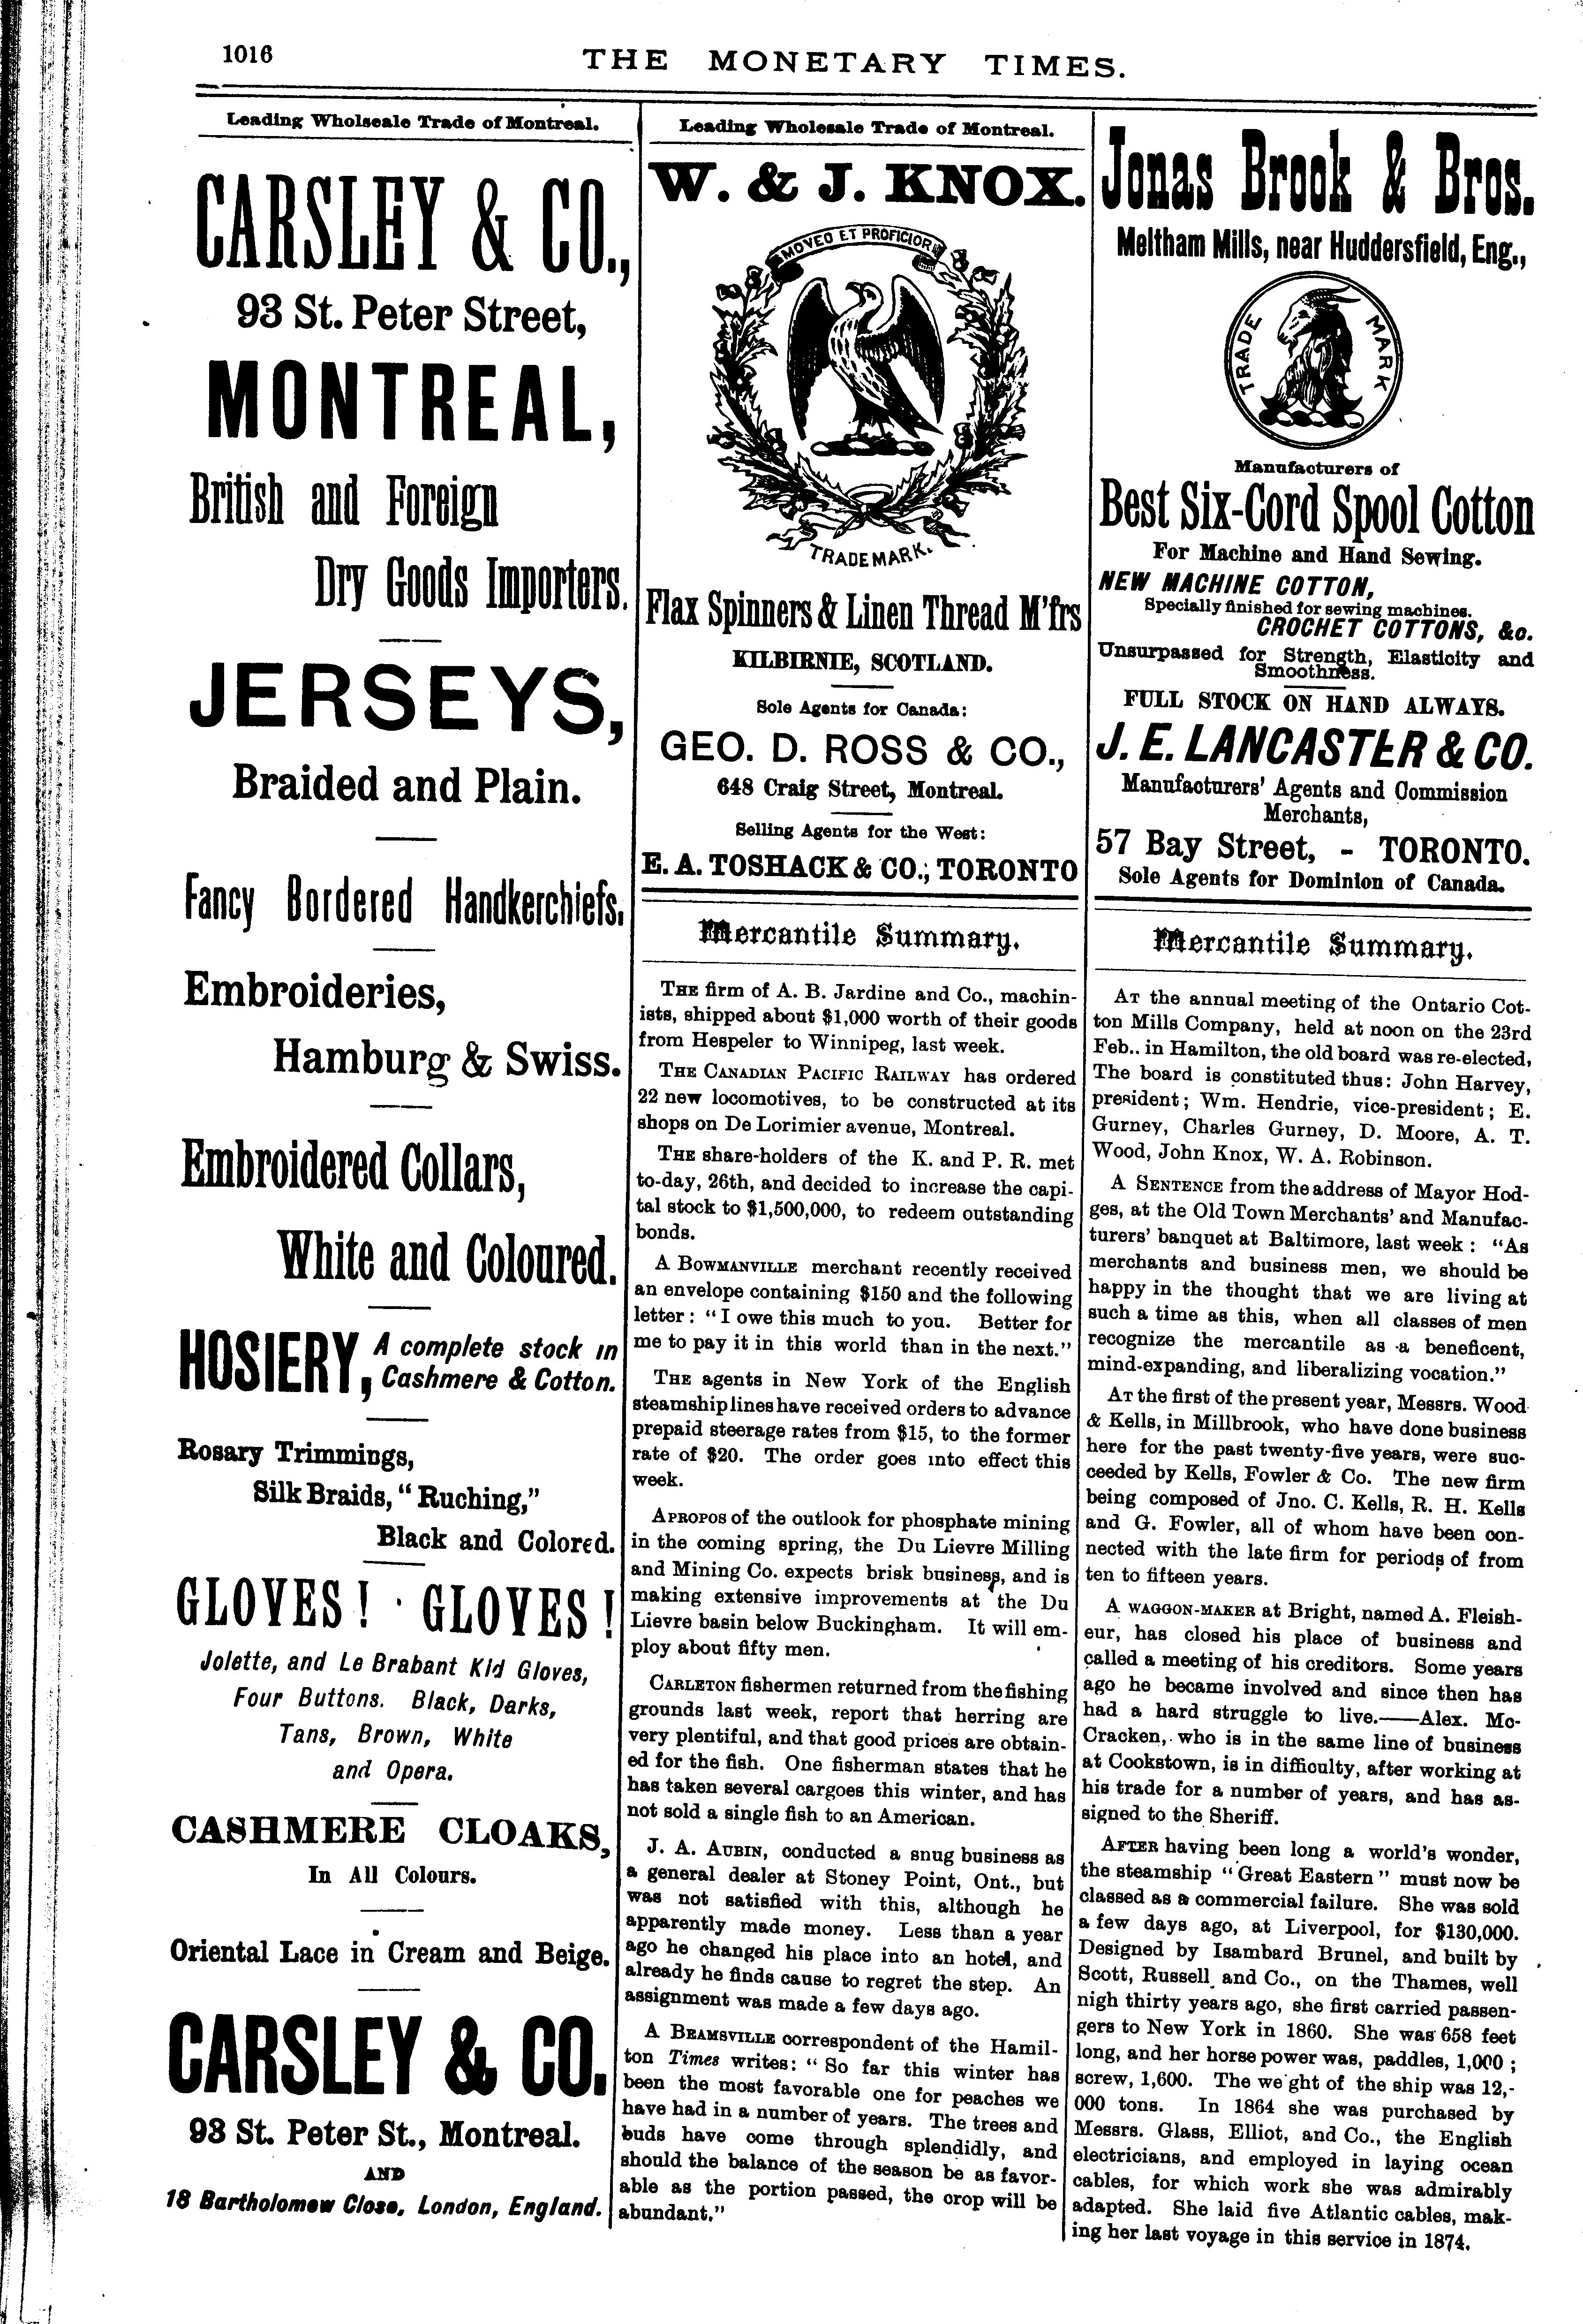 1016
THE MONETARY TIMES.
Leading Wholseale Trade of Montreal.
CARSLEY & CO.,
93 St. Peter Street,
MONTREAL,
British and Foreign
Dry Goods Importers.
JERSEYS,
Braided and Plain.
Fancy Bordered Handkerchiefs.
Embroideries,
Hamburg & Swiss.
Embroidered Collars,
White and Coloured.
HOSIERY, A complete stock in
Cashmere & Cotton.
Rosary Trimmings,
Silk Braids, "Ruching,"
Black and Colored.
GLOVES! GLOVES!
Jolette, and Le Brabant Kid Gloves,
Four Buttons. Black, Darks,
Tans, Brown, White
and Opera.
CASHMERE CLOAKS,
In All Colours.
Oriental Lace in Cream and Beige.
CARSLEY & CO.
93 St. Peter St., Montreal.
AND
18 Bartholomew Close, London, England.
Leading Wholesale Trade of Montreal.
W. & J. KNOX.
MOVEO ET PROFICIOR
TRADE MARK.
Flax Spinners & Linen Thread M'frs
KILBIRNIE, SCOTLAND.
Sole Agents for Canada:
GEO. D. ROSS & CO.,
648 Craig Street, Montreal.
Selling Agents for the West:
E. A. TOSHACK & CO., TORONTO
Mercantile Summary.
THE firm of A. B. Jardine and Co., machin-
ists, shipped about $1,000 worth of their goods
from Hespeler to Winnipeg, last week.
THE CANADIAN PACIFIC RAILWAY has ordered
22 new locomotives, to be constructed at its
shops on De Lorimier avenue, Montreal.
THE share-holders of the K. and P. R. met
to-day, 26th, and decided to increase the capi-
tal stock to $1,500,000, to redeem outstanding
bonds.
A BOWMANVILLE merchant recently received
an envelope containing $150 and the following
letter: "I owe this much to you. Better for
me to pay it in this world than in the next."
THE agents in New York of the English
steamship lines have received orders to advance
prepaid steerage rates from $15, to the former
rate of $20. The order goes into effect this
week.
APROPOS of the outlook for phosphate mining
in the coming spring, the Du Lievre Milling
and Mining Co. expects brisk business, and is
making extensive improvements at the Du
Lievre basin below Buckingham. It will em-
ploy about fifty men.
CARLETON fishermen returned from the fishing
grounds last week, report that herring are
very plentiful, and that good prices are obtain-
ed for the fish. One fisherman states that he
has taken several cargoes this winter, and has
not sold a single fish to an American.
J. A. AUBIN, conducted a snug business as
a general dealer at Stoney Point, Ont., but
was not satisfied with this, although he
apparently made money. Less than a year
ago he changed his place into an hotel, and
already he finds cause to regret the step. An
assignment was made a few days ago.
A BEAMSVILLE correspondent of the Hamil-
ton Times writes: "So far this winter has
been the most favorable one for peaches we
have had in a number of years. The trees and
buds have come through splendidly, and
should the balance of the season be as favor-
able as the portion passed, the crop will be
abundant."
Jonas Brook & Bros.
Meltham Mills, near Huddersfield, Eng.,
TRADE MARK
Manufacturers of
Best Six-Cord Spool Cotton
For Machine and Hand Sewing.
NEW MACHINE COTTON,
Specially finished for sewing machines.
CROCHET COTTONS, &c.
Unsurpassed for Strength, Elasticity and
Smoothness.
FULL STOCK ON HAND ALWAYS.
J. E. LANCASTER & CO.
Manufacturers' Agents and Commission
Merchants,
57 Bay Street, - TORONTO.
Sole Agents for Dominion of Canada.
Mercantile Summary.
AT the annual meeting of the Ontario Cot-
ton Mills Company, held at noon on the 23rd
Feb.. in Hamilton, the old board was re-elected,
The board is constituted thus: John Harvey,
president; Wm. Hendrie, vice-president; E.
Gurney, Charles Gurney, D. Moore, A. T.
Wood, John Knox, W. A. Robinson.
A SENTENCE from the address of Mayor Hod-
ges, at the Old Town Merchants' and Manufac-
turers' banquet at Baltimore, last week: "As
merchants and business men, we should be
happy in the thought that we are living at
such a time as this, when all classes of men
recognize the mercantile as a beneficent,
mind-expanding, and liberalizing vocation."
AT the first of the present year, Messrs. Wood
& Kells, in Millbrook, who have done business
here for the past twenty-five years, were suc-
ceeded by Kells, Fowler & Co. The new firm
being composed of Jno. C. Kells, R. H. Kells
and G. Fowler, all of whom have been con-
nected with the late firm for periods of from
ten to fifteen years.
A WAGGON-MAKER at Bright, named A. Fleish-
eur, has closed his place of business and
called a meeting of his creditors. Some years
ago he became involved and since then has
had a hard struggle to live.——Alex. Mc-
Cracken, who is in the same line of business
at Cookstown, is in difficulty, after working at
his trade for a number of years, and has as-
signed to the Sheriff.
AFTER having been long a world's wonder,
the steamship "Great Eastern" must now be
classed as a commercial failure. She was sold
a few days ago, at Liverpool, for $130,000.
Designed by Isambard Brunel, and built by
Scott, Russell and Co., on the Thames, well
nigh thirty years ago, she first carried passen-
gers to New York in 1860. She was 658 feet
long, and her horse power was, paddles, 1,000;
screw, 1,600. The we ght of the ship was 12,-
000 tons. In 1864 she was purchased by
Messrs. Glass, Elliot, and Co., the English
electricians, and employed in laying ocean
cables, for which work she was admirably
adapted. She laid five Atlantic cables, mak-
ing her last voyage in this service in 1874.